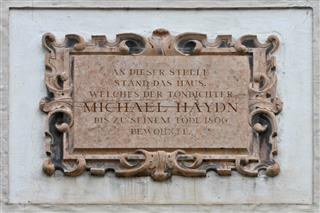 AN DIESER STELLE
STAND DAS HAUS,
WELCHES DER TONDICHTER
MICHAEL HAYDN
BIS ZU SEINEM TODE 1806
BEWOHNTE.